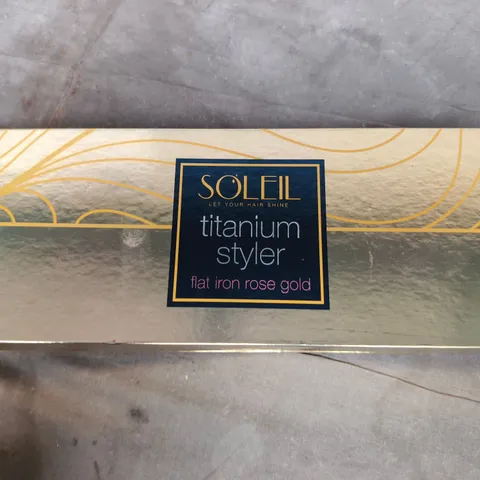 SOLEIL
LET YOUR HAIR SHINE
titanium
styler
flat iron rose gold